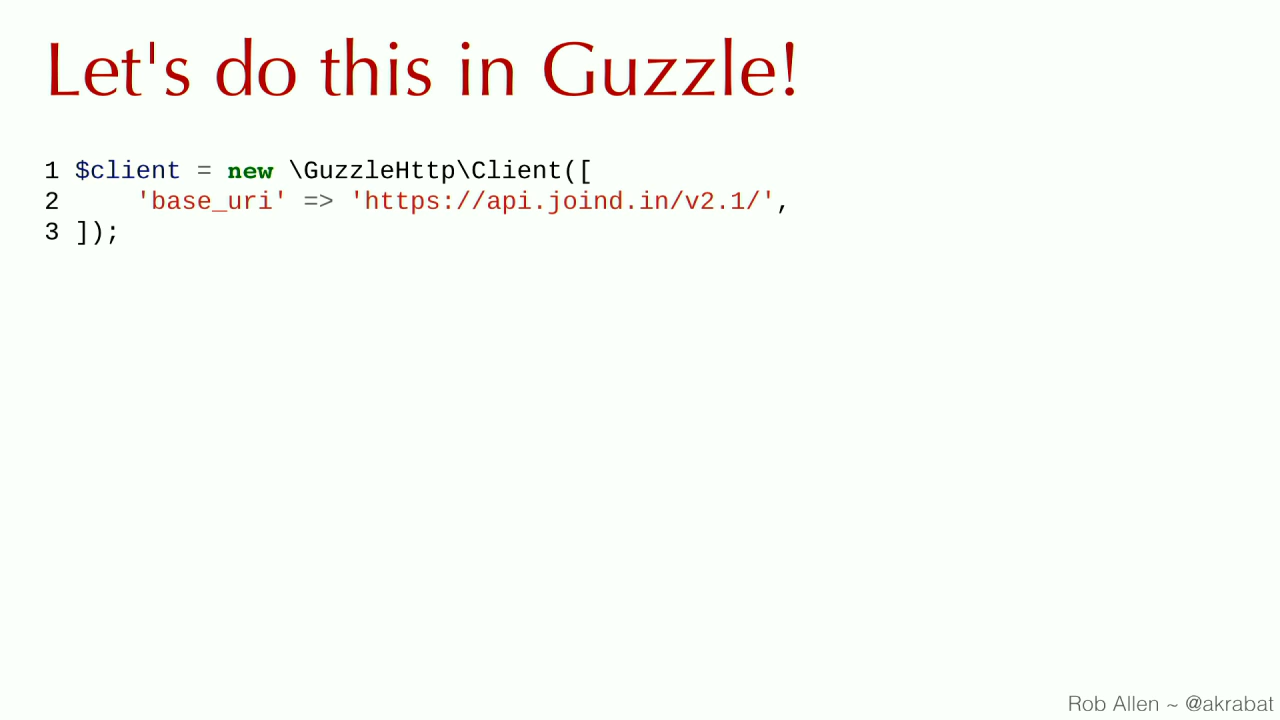 Let's do this in Guzzle!
1 $client = new \GuzzleHttp\Client([
2     'base_uri' => 'https://api.joind.in/v2.1/',
3 ]);
Rob Allen ~ @akrabat